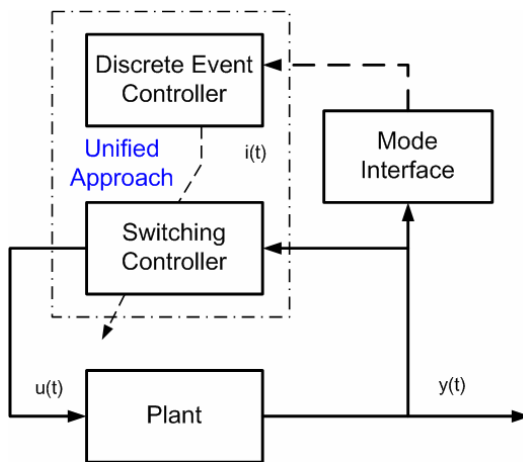 Discrete Event
Controller
Unified
Approach
i(t)
Mode
Interface
Switching
Controller
u(t)
Plant
y(t)